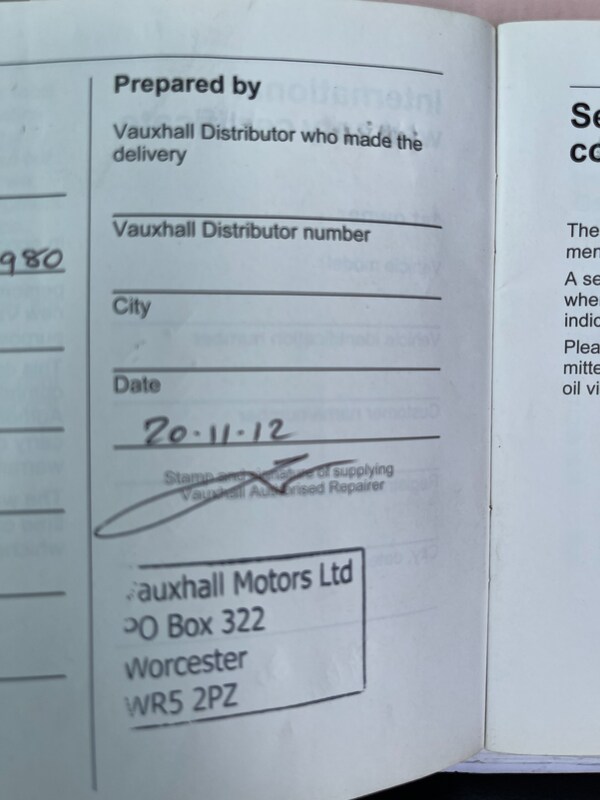 980
Prepared by
Vauxhall Distributor who made the
delivery
Vauxhall Distributor number
City
Date
20.11.12
Stamp and signature of supplying
Vauxhall Authorised Repairer
auxhall Motors Ltd
PO Box 322
Worcester
WR5 2PZ
Se
co
The
men
A se
whe
indic
Plea
mitte
oil vi